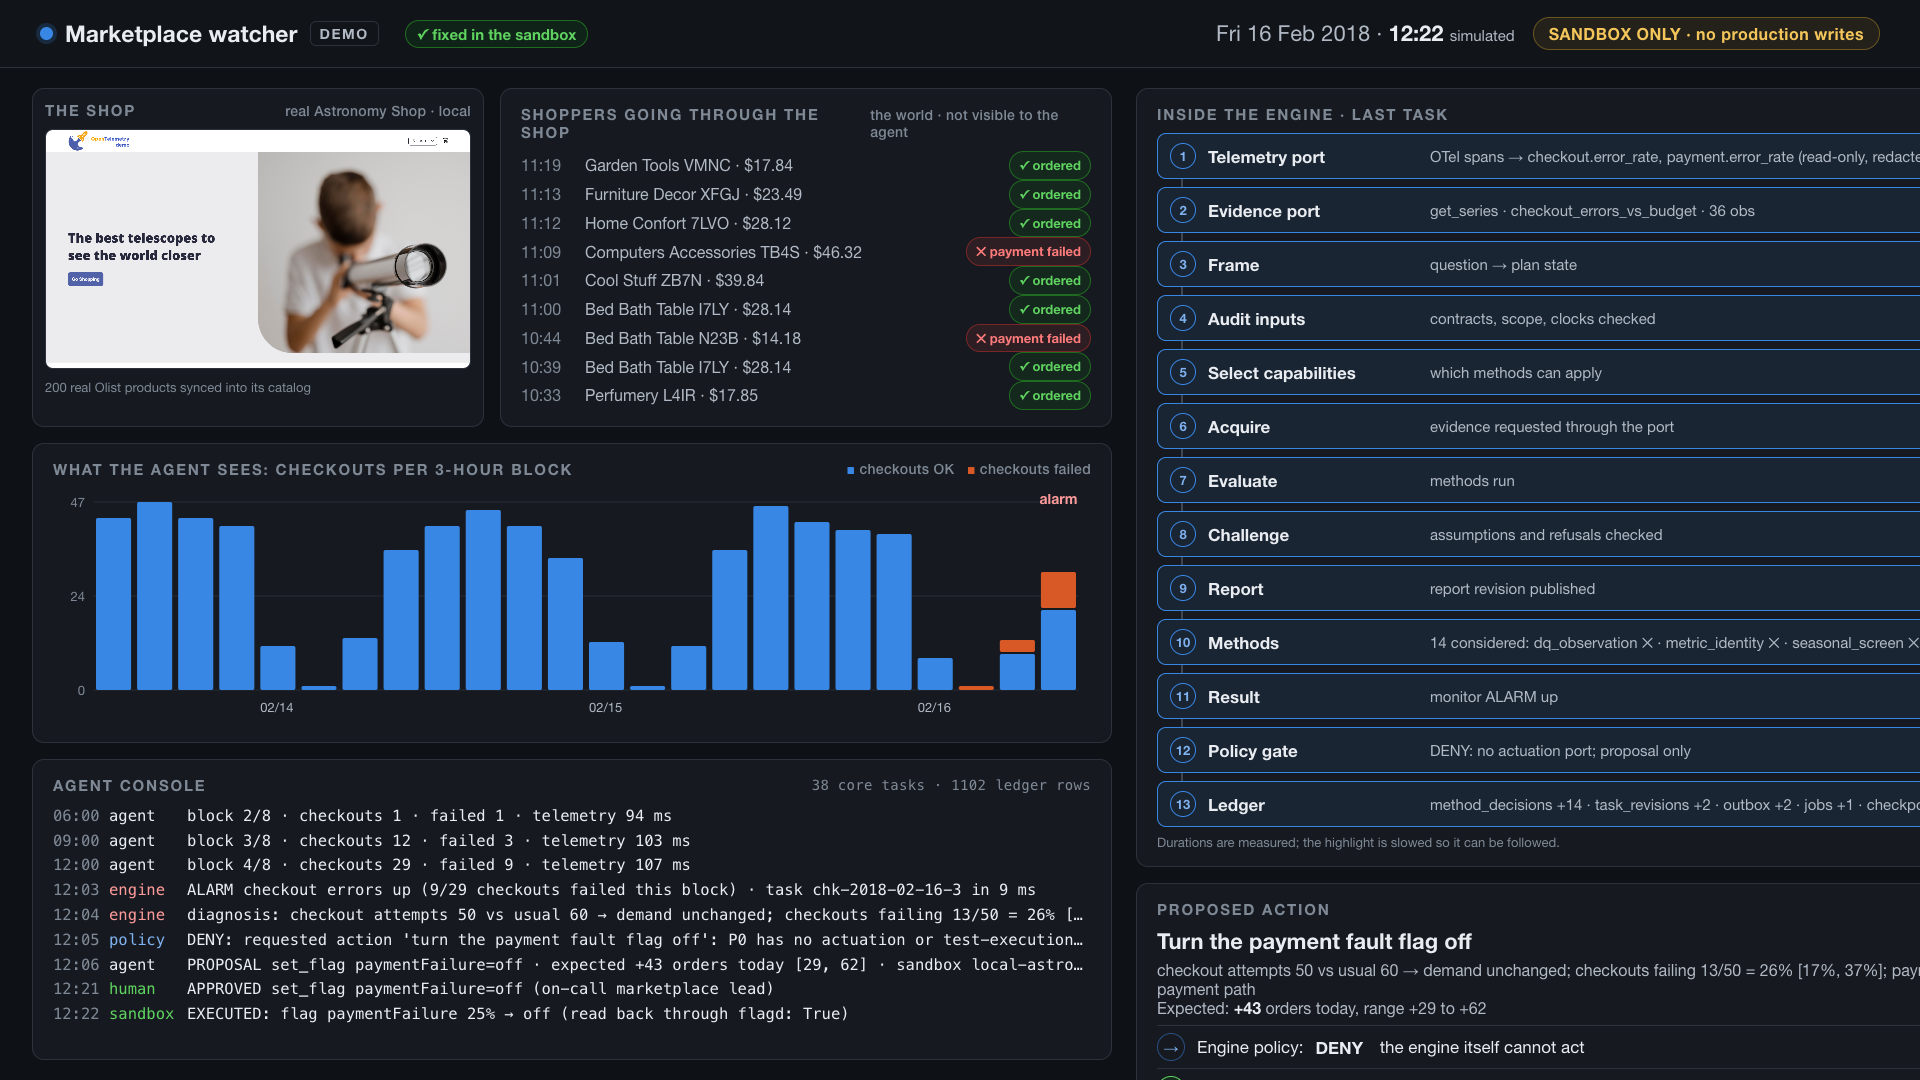 Marketplace watcher DEMO ✓ fixed in the sandbox
Fri 16 Feb 2018 · 12:22 simulated SANDBOX ONLY · no production writes
THE SHOP real Astronomy Shop · local
OpenTelemetry
demo
The best telescopes to
see the world closer
Go Shopping
200 real Olist products synced into its catalog
SHOPPERS GOING THROUGH THE
SHOP
the world · not visible to the
agent
11:19 Garden Tools VMNC · $17.84 ✓ ordered
11:13 Furniture Decor XFGJ · $23.49 ✓ ordered
11:12 Home Confort 7LVO · $28.12 ✓ ordered
11:09 Computers Accessories TB4S · $46.32 ✕ payment failed
11:01 Cool Stuff ZB7N · $39.84 ✓ ordered
11:00 Bed Bath Table I7LY · $28.14 ✓ ordered
10:44 Bed Bath Table N23B · $14.18 ✕ payment failed
10:39 Bed Bath Table I7LY · $28.14 ✓ ordered
10:33 Perfumery L4IR · $17.85 ✓ ordered
WHAT THE AGENT SEES: CHECKOUTS PER 3-HOUR BLOCK
checkouts OK checkouts failed
alarm
47
24
0
02/14 02/15 02/16
AGENT CONSOLE 38 core tasks · 1102 ledger rows
06:00 agent block 2/8 · checkouts 1 · failed 1 · telemetry 94 ms
09:00 agent block 3/8 · checkouts 12 · failed 3 · telemetry 103 ms
12:00 agent block 4/8 · checkouts 29 · failed 9 · telemetry 107 ms
12:03 engine ALARM checkout errors up (9/29 checkouts failed this block) · task chk-2018-02-16-3 in 9 ms
12:04 engine diagnosis: checkout attempts 50 vs usual 60 → demand unchanged; checkouts failing 13/50 = 26% […
12:05 policy DENY: requested action 'turn the payment fault flag off': P0 has no actuation or test-execution…
12:06 agent PROPOSAL set_flag paymentFailure=off · expected +43 orders today [29, 62] · sandbox local-astro…
12:21 human APPROVED set_flag paymentFailure=off (on-call marketplace lead)
12:22 sandbox EXECUTED: flag paymentFailure 25% → off (read back through flagd: True)
INSIDE THE ENGINE · LAST TASK
1 Telemetry port OTel spans → checkout.error_rate, payment.error_rate (read-only, redacte
2 Evidence port get_series · checkout_errors_vs_budget · 36 obs
3 Frame question → plan state
4 Audit inputs contracts, scope, clocks checked
5 Select capabilities which methods can apply
6 Acquire evidence requested through the port
7 Evaluate methods run
8 Challenge assumptions and refusals checked
9 Report report revision published
10 Methods 14 considered: dq_observation ✕ · metric_identity ✕ · seasonal_screen ✕
11 Result monitor ALARM up
12 Policy gate DENY: no actuation port; proposal only
13 Ledger method_decisions +14 · task_revisions +2 · outbox +2 · jobs +1 · checkpo
Durations are measured; the highlight is slowed so it can be followed.
PROPOSED ACTION
Turn the payment fault flag off
checkout attempts 50 vs usual 60 → demand unchanged; checkouts failing 13/50 = 26% [17%, 37%]; payn
payment path
Expected: +43 orders today, range +29 to +62
→ Engine policy: DENY the engine itself cannot act